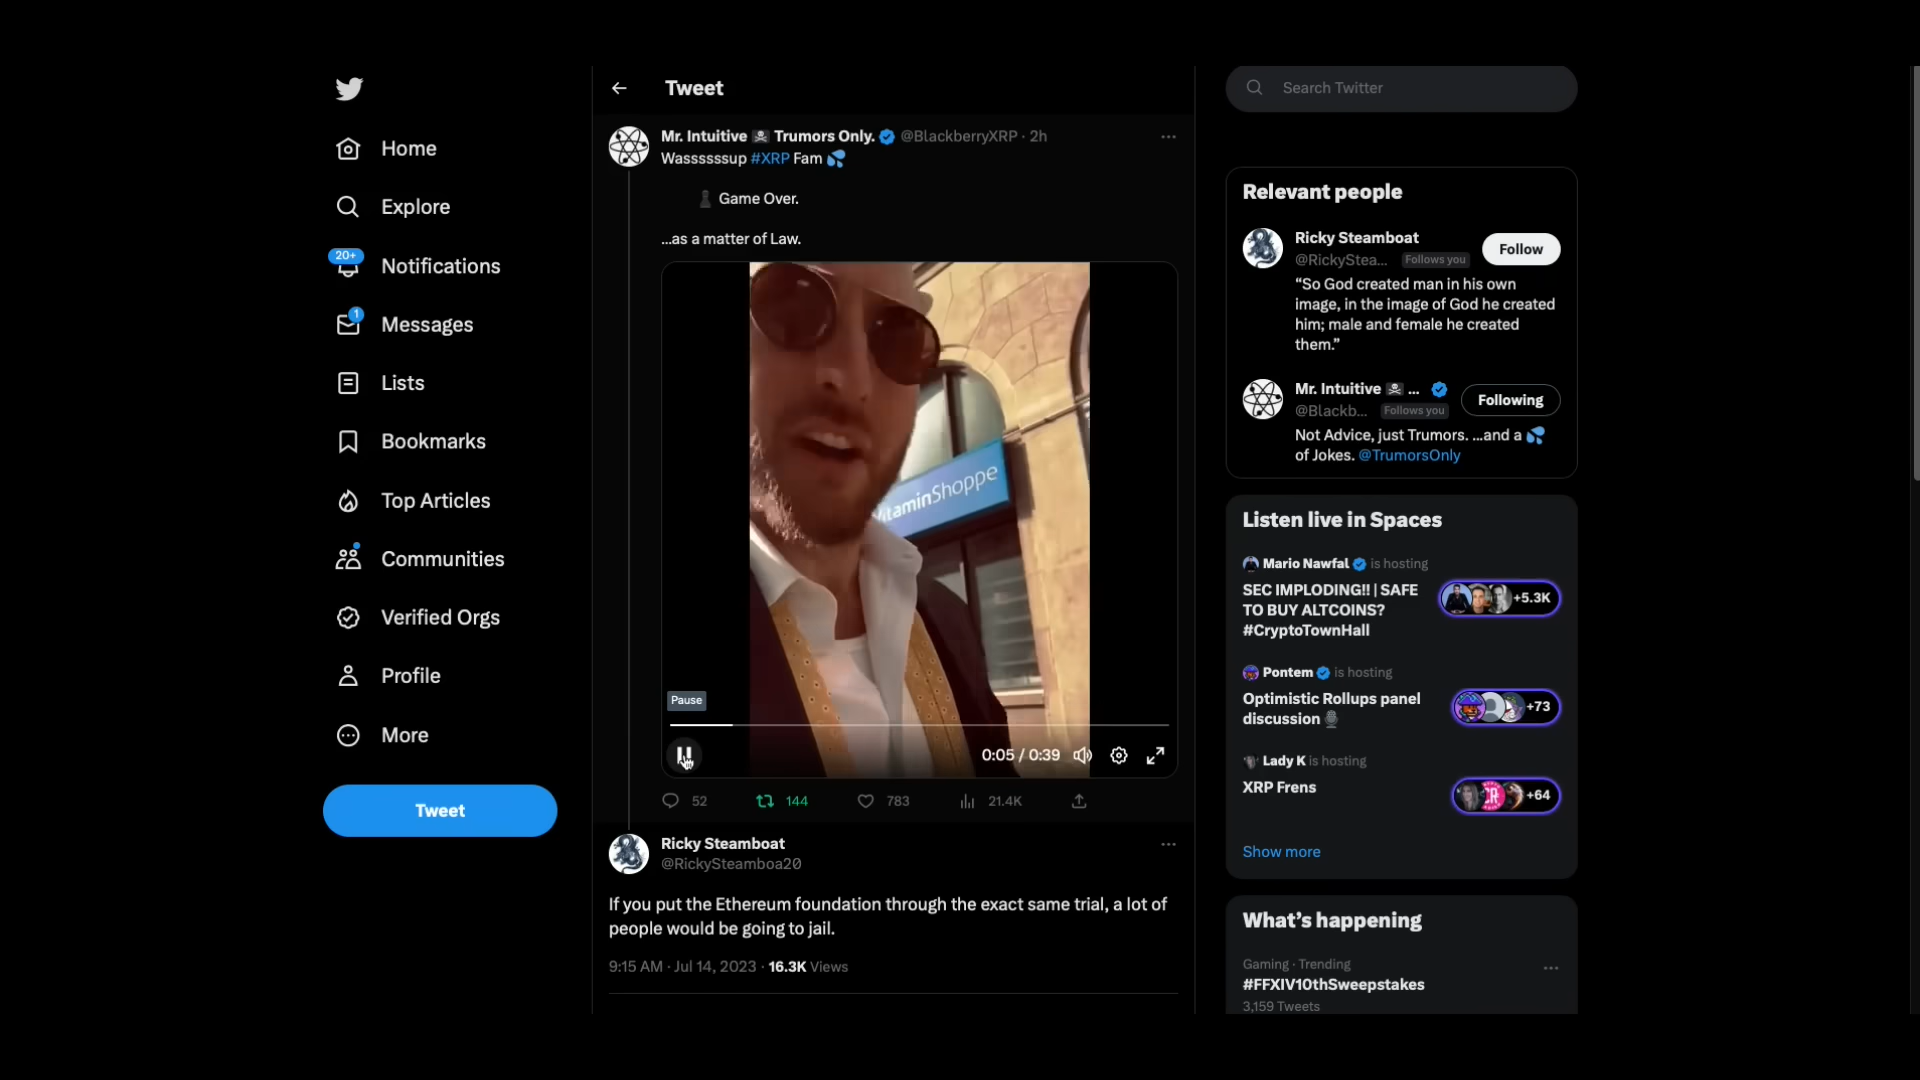 Home
Explore
20+
Notifications
1
Messages
Lists
Bookmarks
Top Articles
Communities
Verified Orgs
Profile
More
Tweet
Tweet
Mr. Intuitive ☠ Trumors Only. @BlackberryXRP · 2h
Wasssssssup #XRP Fam 💦
♟ Game Over.
...as a matter of Law.
VitaminShoppe
Pause
0:05 / 0:39
52 144 783 21.4K
Ricky Steamboat
@RickySteamboa20
If you put the Ethereum foundation through the exact same trial, a lot of
people would be going to jail.
9:15 AM · Jul 14, 2023 · 16.3K Views
Search Twitter
Relevant people
Ricky Steamboat
@RickyStea... Follows you
Follow
“So God created man in his own
image, in the image of God he created
him; male and female he created
them.”
Mr. Intuitive ☠ ...
@Blackb... Follows you
Following
Not Advice, just Trumors. ...and a 💦
of Jokes. @TrumorsOnly
Listen live in Spaces
Mario Nawfal is hosting
SEC IMPLODING!! | SAFE
TO BUY ALTCOINS?
#CryptoTownHall
+5.3K
Pontem is hosting
Optimistic Rollups panel
discussion 🎙
+73
Lady K is hosting
XRP Frens
+64
Show more
What’s happening
Gaming · Trending
#FFXIV10thSweepstakes
3,159 Tweets